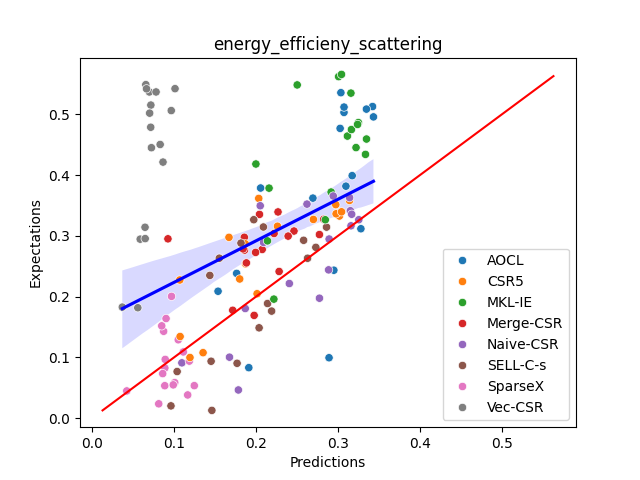 energy_efficieny_scattering
Expectations
0.5
0.4
0.3
0.2
0.1
0.0
0.0 0.1 0.2 0.3 0.4 0.5
Predictions
AOCL
CSR5
MKL-IE
Merge-CSR
Naive-CSR
SELL-C-s
SparseX
Vec-CSR